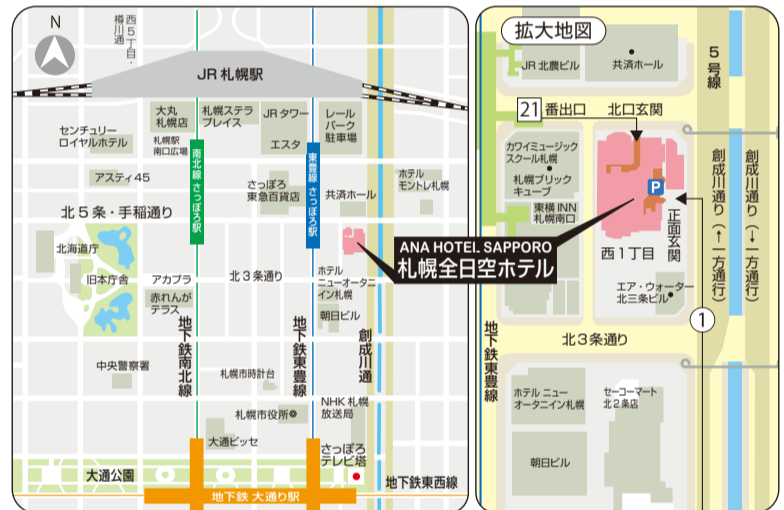 N
西5丁目・
樽川通
JR 札幌駅
大丸
札幌店
札幌ステラ
プレイス
JR タワー
エスタ
レール
パーク
駐車場
センチュリー
ロイヤルホテル
札幌駅
南口広場
南北線 さっぽろ駅
東豊線 さっぽろ駅
アスティ 45
さっぽろ
東急百貨店
共済ホール
ホテル
モントレ札幌
北5条・手稲通り
北海道庁
旧本庁舎
アカプラ
赤れんが
テラス
北3条通り
ホテル
ニューオータニ
イン札幌
朝日ビル
地下鉄南北線
地下鉄東豊線
創成川通
中央警察署
札幌市時計台
札幌市役所
NHK 札幌
放送局
大通ビッセ
さっぽろ
テレビ塔
大通公園
地下鉄 大通り駅
地下鉄東西線
ANA HOTEL SAPPORO
札幌全日空ホテル
拡大地図
JR 北農ビル
共済ホール
5号線
21 番出口
北口玄関
カワイミュージック
スクール札幌
札幌ブリック
キューブ
東横 INN
札幌南口
P
正面玄関
西1丁目
創成川通り(↑一方通行)
創成川通り(↓一方通行)
エア・ウォーター
北三条ビル
1
北3条通り
地下鉄東豊線
ホテル ニュー
オータニイン札幌
セーコーマート
北2条店
朝日ビル